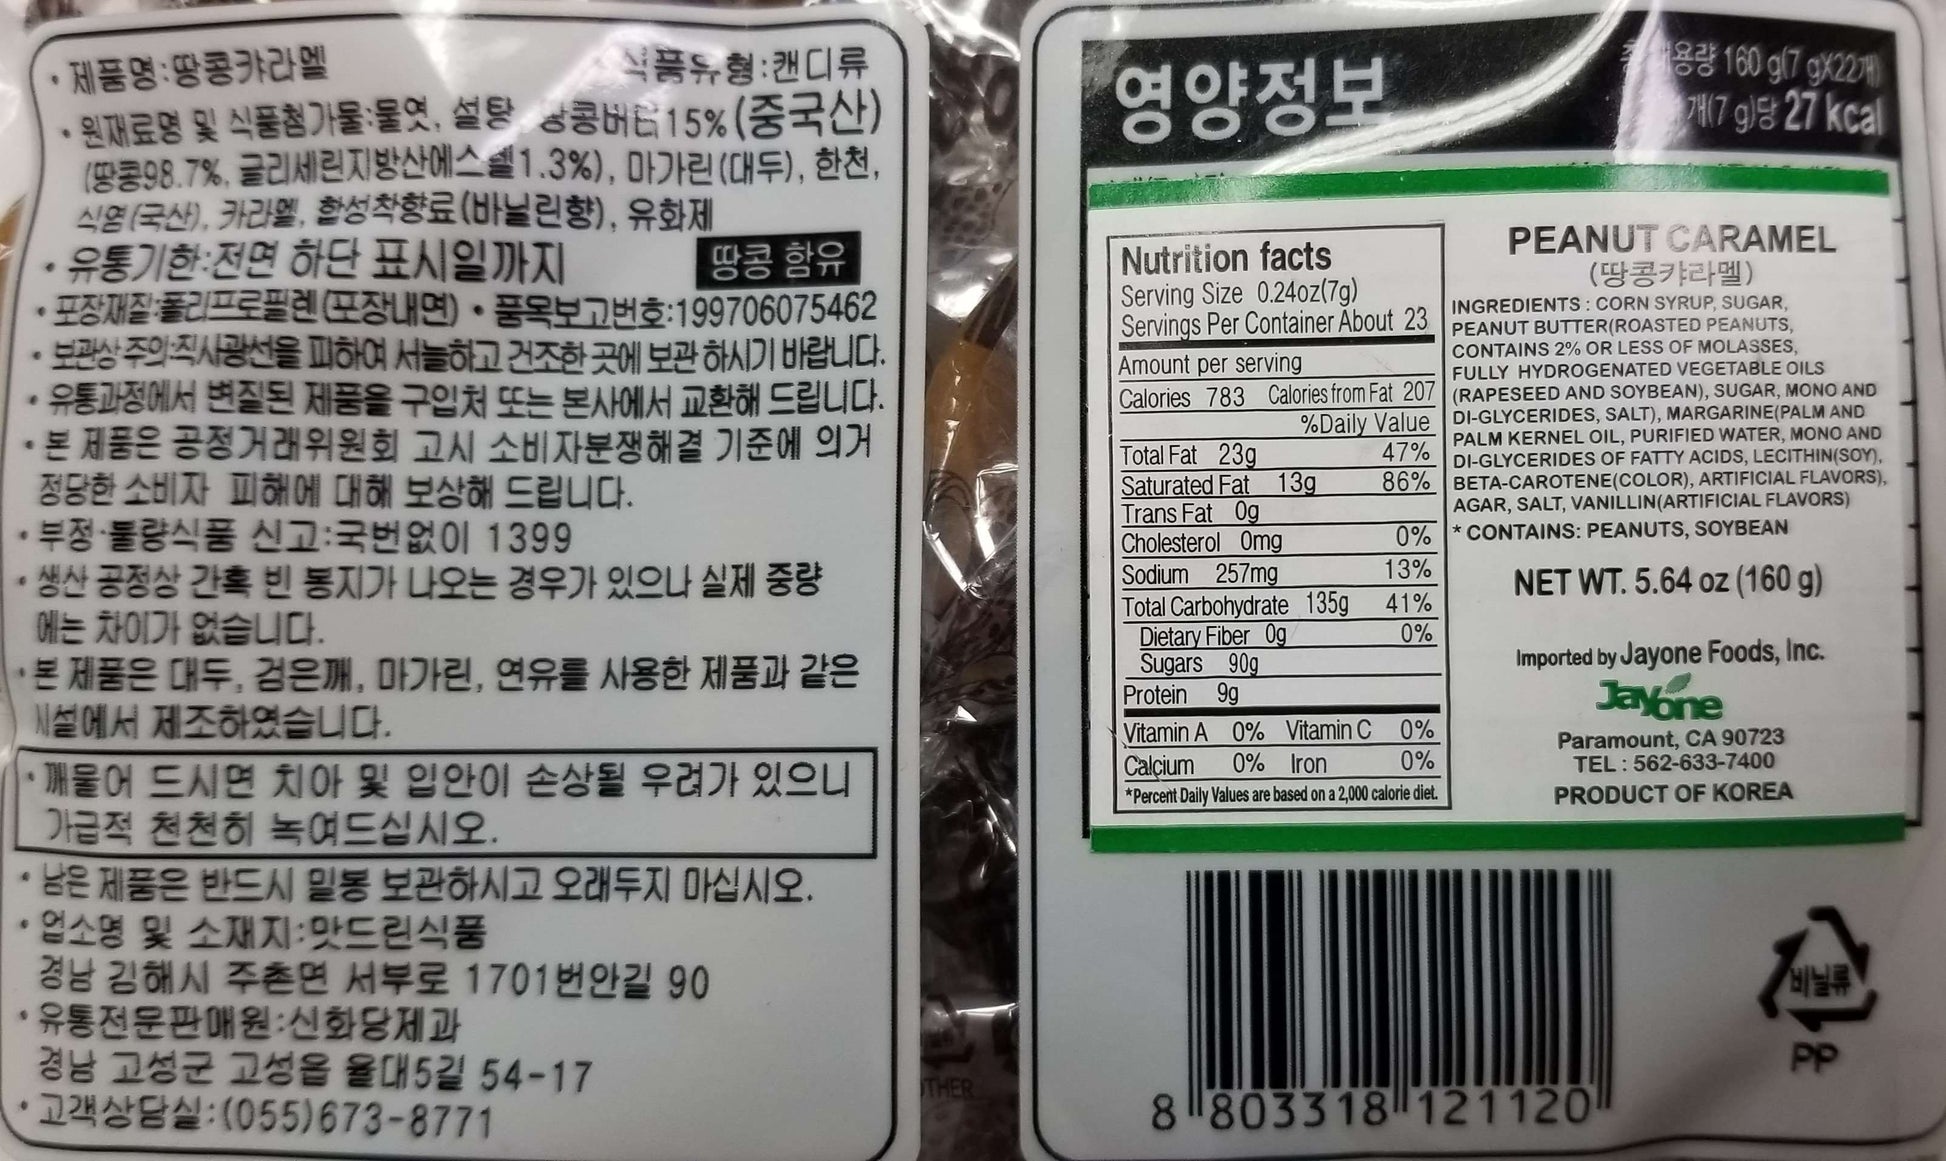 • 제품명:땅콩캬라멜 식품유형:캔디류
• 원재료명 및 식품첨가물:물엿, 설탕, 땅콩버터15%(중국산)
(땅콩98.7%, 글리세린지방산에스텔1.3%), 마가린(대두), 한천,
식염(국산), 카라멜, 합성착향료(바닐린향), 유화제
• 유통기한:전면 하단 표시일까지 땅콩 함유
• 포장재질:폴리프로필렌(포장내면) • 품목보고번호:199706075462
• 보관상주의:직사광선을 피하여 서늘하고 건조한 곳에 보관 하시기 바랍니다.
• 유통과정에서 변질된 제품을 구입처 또는 본사에서 교환해 드립니다.
• 본 제품은 공정거래위원회 고시 소비자분쟁해결 기준에 의거
정당한 소비자 피해에 대해 보상해 드립니다.
• 부정·불량식품 신고:국번없이 1399
• 생산 공정상 간혹 빈 봉지가 나오는 경우가 있으나 실제 중량
에는 차이가 없습니다.
• 본 제품은 대두, 검은깨, 마가린, 연유를 사용한 제품과 같은
시설에서 제조하였습니다.
• 깨물어 드시면 치아 및 입안이 손상될 우려가 있으니
가급적 천천히 녹여드십시오.
• 남은 제품은 반드시 밀봉 보관하시고 오래두지 마십시오.
• 업소명 및 소재지:맛드린식품
경남 김해시 주촌면 서부로 1701번안길 90
• 유통전문판매원:신화당제과
경남 고성군 고성읍 율대5길 54-17
• 고객상담실:(055)673-8771
OTHER
영양정보
총 내용량 160 g(7 gX22개)
1개(7 g)당 27 kcal
Nutrition facts
Serving Size 0.24oz(7g)
Servings Per Container About 23
Amount per serving
Calories 783 Calories from Fat 207
%Daily Value
Total Fat 23g 47%
Saturated Fat 13g 86%
Trans Fat 0g
Cholesterol 0mg 0%
Sodium 257mg 13%
Total Carbohydrate 135g 41%
Dietary Fiber 0g 0%
Sugars 90g
Protein 9g
Vitamin A 0% Vitamin C 0%
Calcium 0% Iron 0%
*Percent Daily Values are based on a 2,000 calorie diet.
PEANUT CARAMEL
(땅콩캬라멜)
INGREDIENTS : CORN SYRUP, SUGAR,
PEANUT BUTTER(ROASTED PEANUTS,
CONTAINS 2% OR LESS OF MOLASSES,
FULLY HYDROGENATED VEGETABLE OILS
(RAPESEED AND SOYBEAN), SUGAR, MONO AND
DI-GLYCERIDES, SALT), MARGARINE(PALM AND
PALM KERNEL OIL, PURIFIED WATER, MONO AND
DI-GLYCERIDES OF FATTY ACIDS, LECITHIN(SOY),
BETA-CAROTENE(COLOR), ARTIFICIAL FLAVORS),
AGAR, SALT, VANILLIN(ARTIFICIAL FLAVORS)
* CONTAINS: PEANUTS, SOYBEAN
NET WT. 5.64 oz (160 g)
Imported by Jayone Foods, Inc.
Jayone
Paramount, CA 90723
TEL : 562-633-7400
PRODUCT OF KOREA
8 803318 121120
비닐류
PP